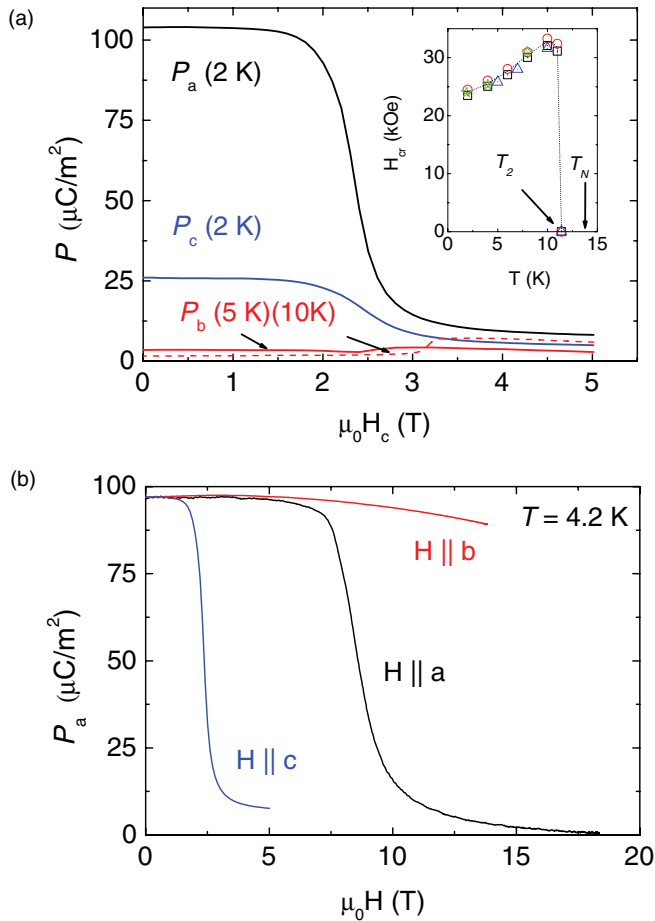 (a)
100
75
50
25
0
P (μC/m²)
P_a (2 K)
P_c (2 K)
P_b (5 K)(10K)
0 1 2 3 4 5
μ₀H_c (T)
30
20
10
0
H_cr (kOe)
T_2 T_N
0 5 10 15
T (K)
(b)
100
75
50
25
0
P_a (μC/m²)
T = 4.2 K
H || b
H || a
H || c
0 5 10 15 20
μ₀H (T)